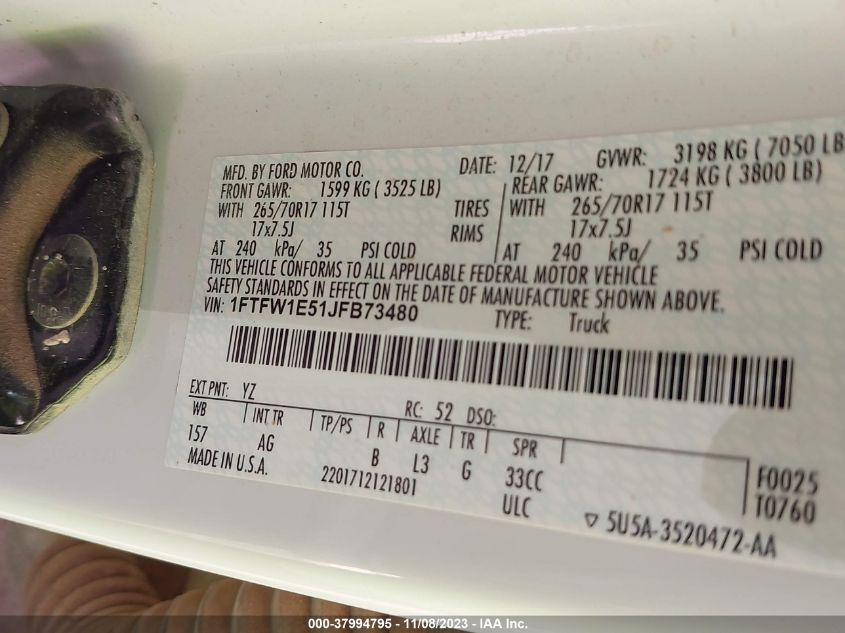 MFD. BY FORD MOTOR CO. DATE: 12/17 GVWR: 3198 KG ( 7050 LB
FRONT GAWR: 1599 KG ( 3525 LB) REAR GAWR: 1724 KG ( 3800 LB)
WITH 265/70R17 115T TIRES WITH 265/70R17 115T
17x7.5J RIMS 17x7.5J
AT 240 kPa/ 35 PSI COLD AT 240 kPa/ 35 PSI COLD
THIS VEHICLE CONFORMS TO ALL APPLICABLE FEDERAL MOTOR VEHICLE
SAFETY STANDARDS IN EFFECT ON THE DATE OF MANUFACTURE SHOWN ABOVE.
VIN: 1FTFW1E51JFB73480 TYPE: Truck
EXT PNT: YZ RC: 52 DSO:
WB INT TR TP/PS R AXLE TR SPR
157 AG B L3 G 33CC F0025
MADE IN U.S.A. 2201712121801 ULC T0760
5U5A-3520472-AA
000-37994795 - 11/08/2023 - IAA Inc.